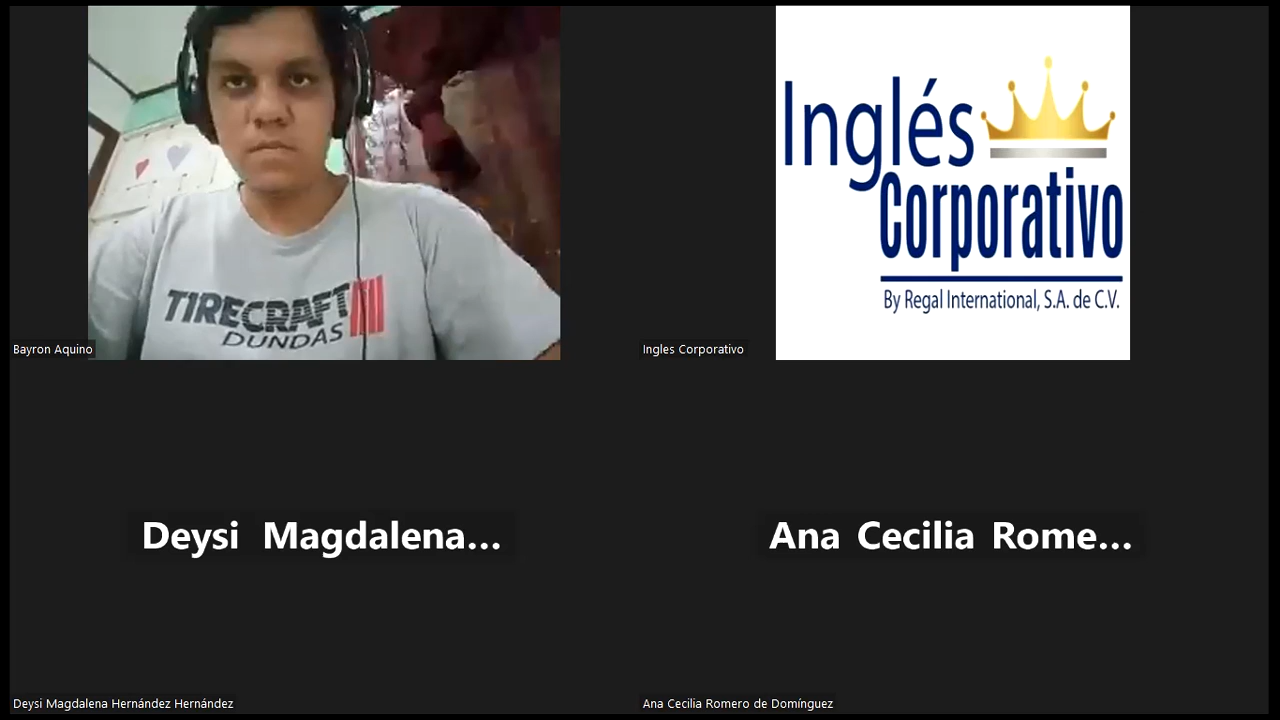 TIRECRAFT
DUNDAS
Bayron Aquino
Inglés
Corporativo
By Regal International, S.A. de C.V.
Ingles Corporativo
Deysi Magdalena...
Deysi Magdalena Hernández Hernández
Ana Cecilia Rome...
Ana Cecilia Romero de Domínguez